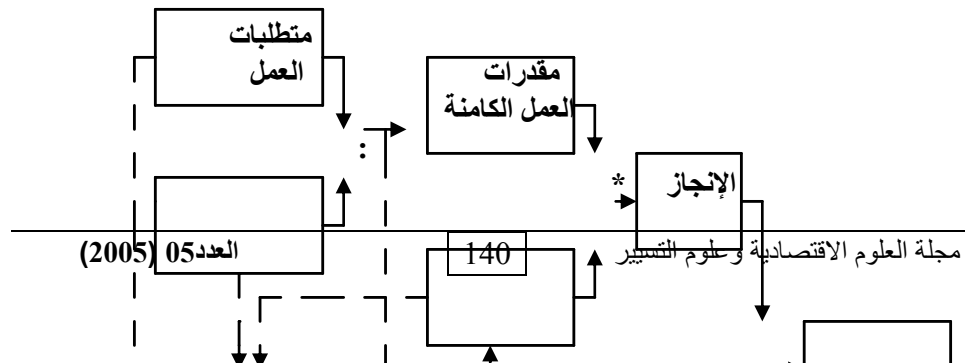 متطلبات
العمل
مقدرات
العمل الكامنة
:
*
الإنجاز
مجلة العلوم الاقتصادية وعلوم التسيير 140 العدد05 (2005)